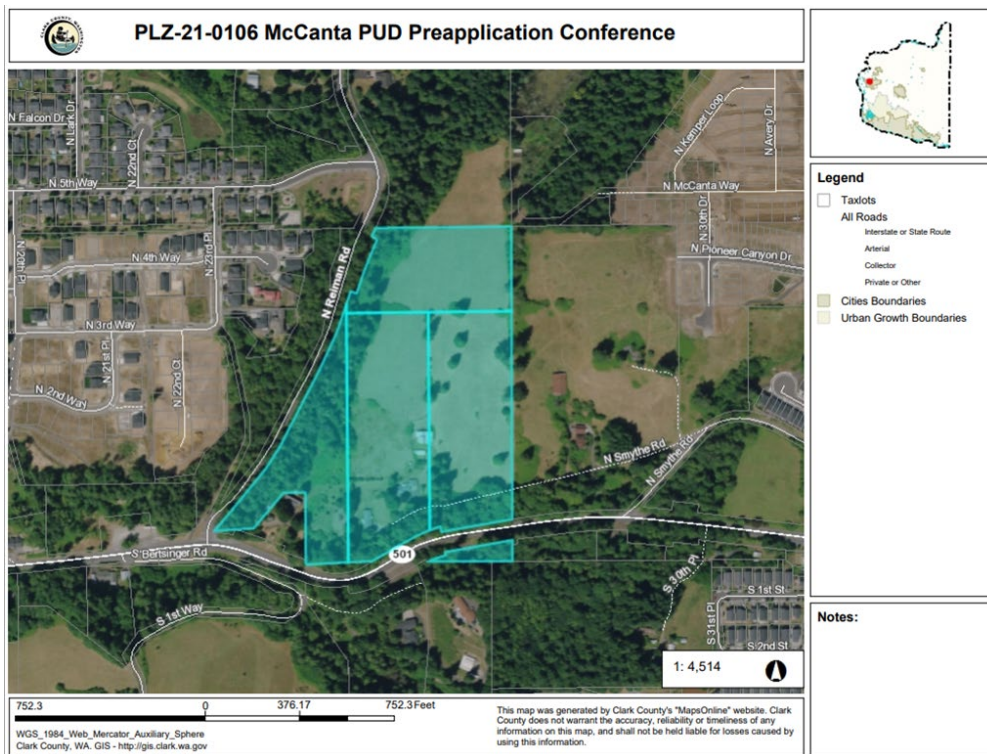 PLZ-21-0106 McCanta PUD Preapplication Conference
N Falcon Dr
N Lark Dr
N 22nd Ct
N 5th Way
N 20th Pl
N 4th Way
N 23rd Pl
N 3rd Way
N 21st Pl
N 2nd Way
N 22nd Ct
N Reiman Rd
N Kemper Loop
N Avery Dr
N McCanta Way
N 30th Dr
N Pioneer Canyon Dr
N Smythe Rd
N Smythe Rd
501
S Bertsinger Rd
S 1st Way
S 30th Pl
S 31st Pl
S 1st St
S 2nd St
1: 4,514
Legend
Taxlots
All Roads
Interstate or State Route
Arterial
Collector
Private or Other
Cities Boundaries
Urban Growth Boundaries
Notes:
752.3 0 376.17 752.3 Feet
WGS_1984_Web_Mercator_Auxiliary_Sphere
Clark County, WA. GIS - http://gis.clark.wa.gov
This map was generated by Clark County's "MapsOnline" website. Clark
County does not warrant the accuracy, reliability or timeliness of any
information on this map, and shall not be held liable for losses caused by
using this information.